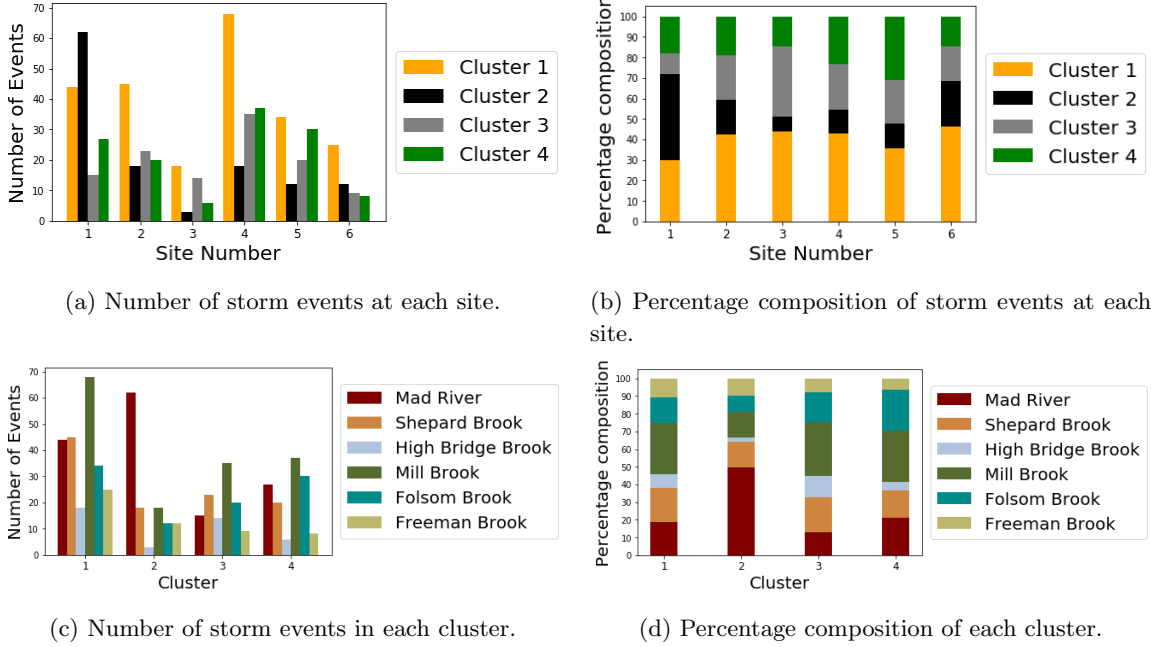 70
60
50
40
30
20
10
0
Number of Events
1 2 3 4 5 6
Site Number
Cluster 1
Cluster 2
Cluster 3
Cluster 4
(a) Number of storm events at each site.
100
90
80
70
60
50
40
30
20
10
0
Percentage composition
1 2 3 4 5 6
Site Number
Cluster 1
Cluster 2
Cluster 3
Cluster 4
(b) Percentage composition of storm events at each
site.
70
60
50
40
30
20
10
0
Number of Events
1 2 3 4
Cluster
Mad River
Shepard Brook
High Bridge Brook
Mill Brook
Folsom Brook
Freeman Brook
(c) Number of storm events in each cluster.
100
90
80
70
60
50
40
30
20
10
0
Percentage composition
1 2 3 4
Cluster
Mad River
Shepard Brook
High Bridge Brook
Mill Brook
Folsom Brook
Freeman Brook
(d) Percentage composition of each cluster.